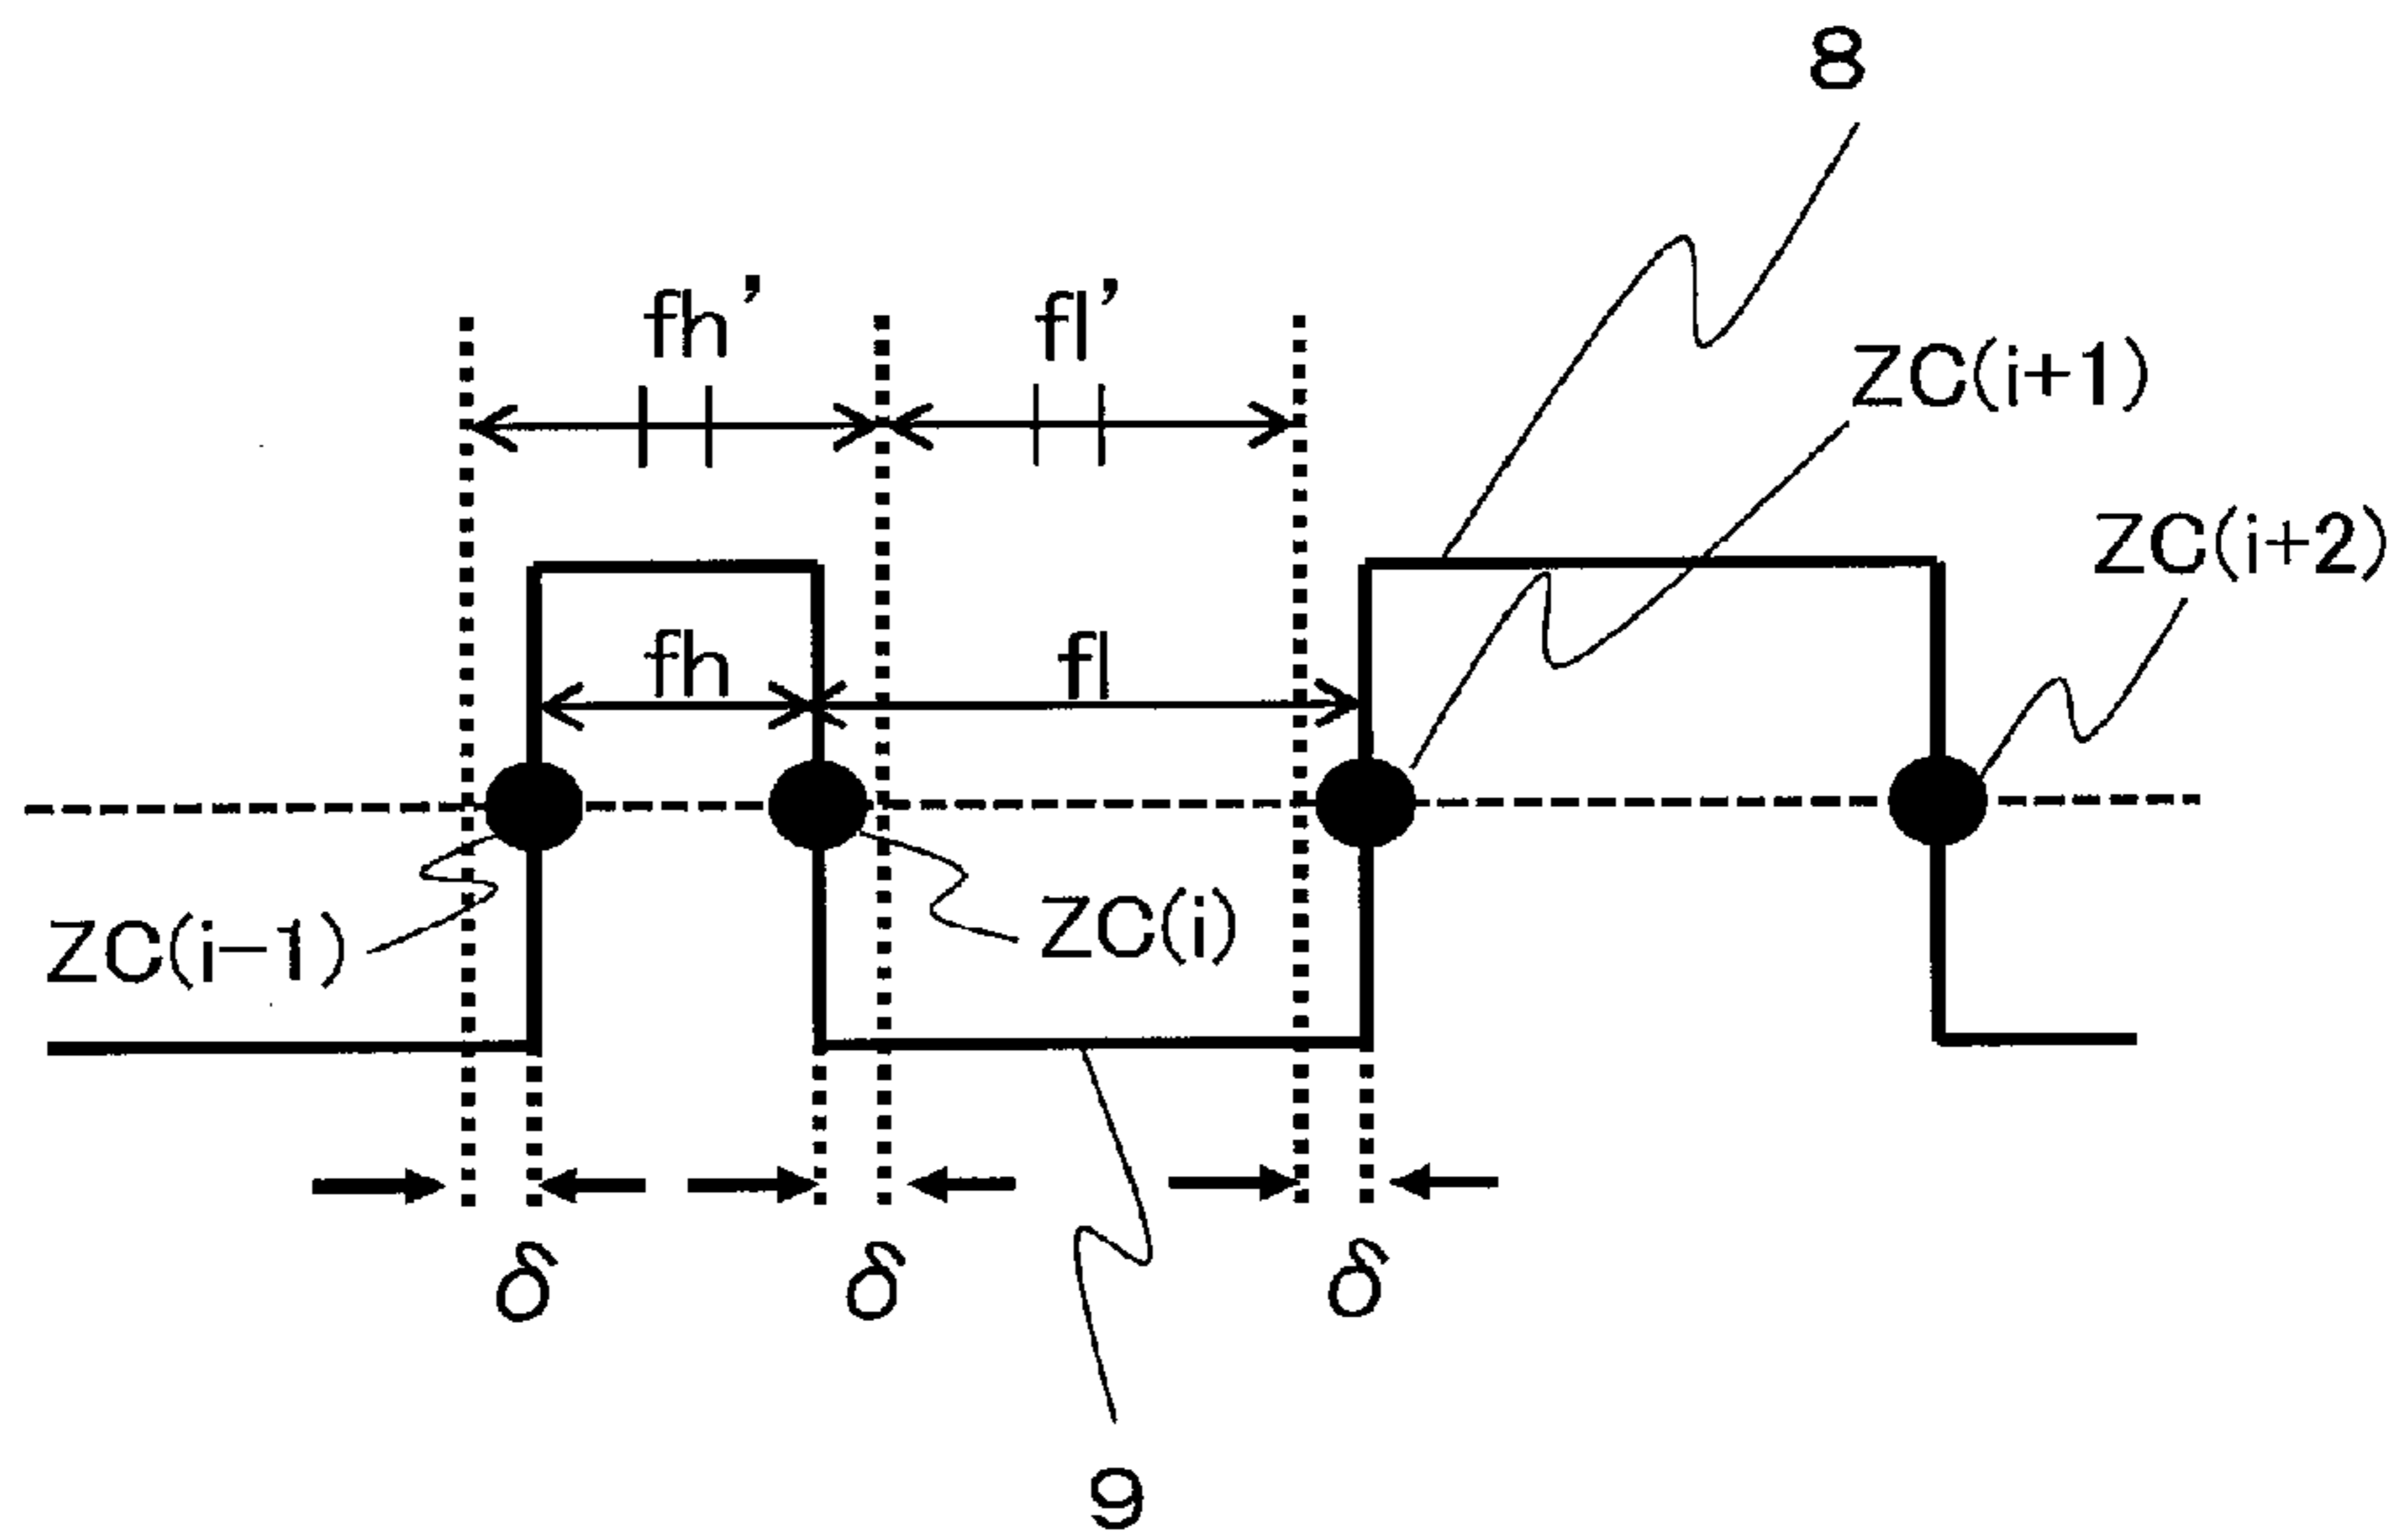 8
fh’
fl’
ZC(i+1)
ZC(i+2)
fh
fl
ZC(i−1)
ZC(i)
δ
δ
δ
9